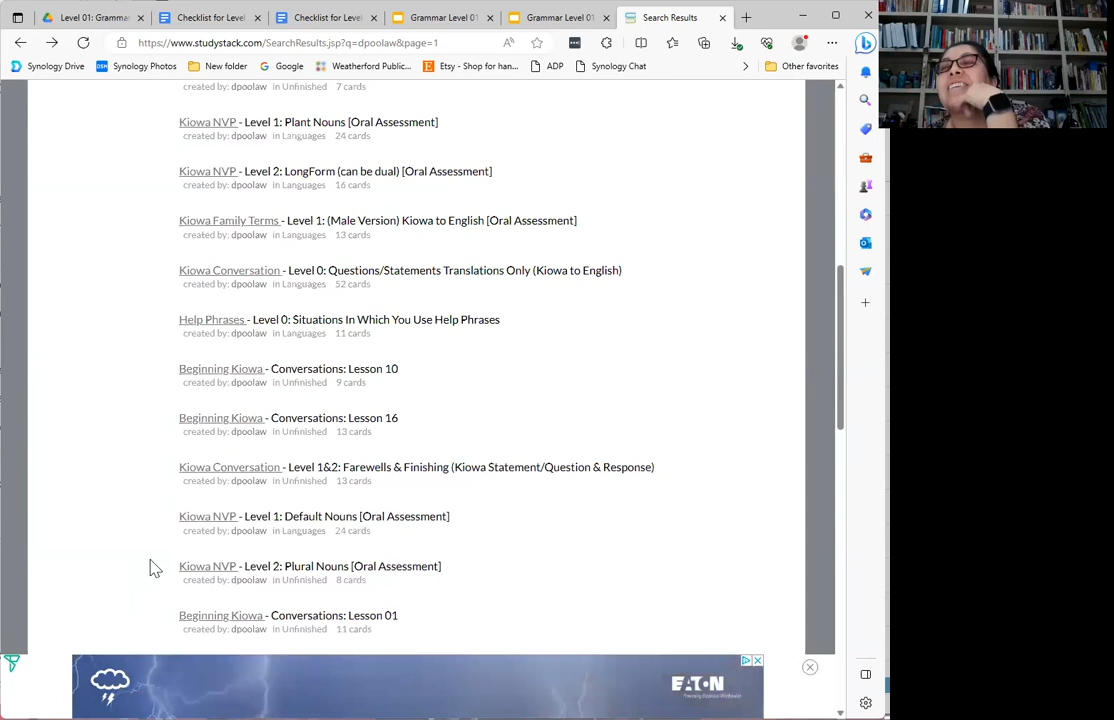 Level 01: Gramma
Checklist for Level
Checklist for Level
Grammar Level 01
Grammar Level 01
Search Results
https://www.studystack.com/SearchResults.jsp?q=dpoolaw&page=1
Synology Drive
Synology Photos
New folder
Google
Weatherford Public...
Etsy - Shop for han...
ADP
Synology Chat
Other favorites
created by: dpoolaw in Unfinished 7 cards
Kiowa NVP - Level 1: Plant Nouns [Oral Assessment]
created by: dpoolaw in Languages 24 cards
Kiowa NVP - Level 2: LongForm (can be dual) [Oral Assessment]
created by: dpoolaw in Languages 16 cards
Kiowa Family Terms - Level 1: (Male Version) Kiowa to English [Oral Assessment]
created by: dpoolaw in Languages 13 cards
Kiowa Conversation - Level 0: Questions/Statements Translations Only (Kiowa to English)
created by: dpoolaw in Languages 52 cards
Help Phrases - Level 0: Situations In Which You Use Help Phrases
created by: dpoolaw in Languages 11 cards
Beginning Kiowa - Conversations: Lesson 10
created by: dpoolaw in Unfinished 9 cards
Beginning Kiowa - Conversations: Lesson 16
created by: dpoolaw in Unfinished 13 cards
Kiowa Conversation - Level 1&2: Farewells & Finishing (Kiowa Statement/Question & Response)
created by: dpoolaw in Languages 13 cards
Kiowa NVP - Level 1: Default Nouns [Oral Assessment]
created by: dpoolaw in Languages 24 cards
Kiowa NVP - Level 2: Plural Nouns [Oral Assessment]
created by: dpoolaw in Unfinished 8 cards
Beginning Kiowa - Conversations: Lesson 01
created by: dpoolaw in Unfinished 11 cards
EATON